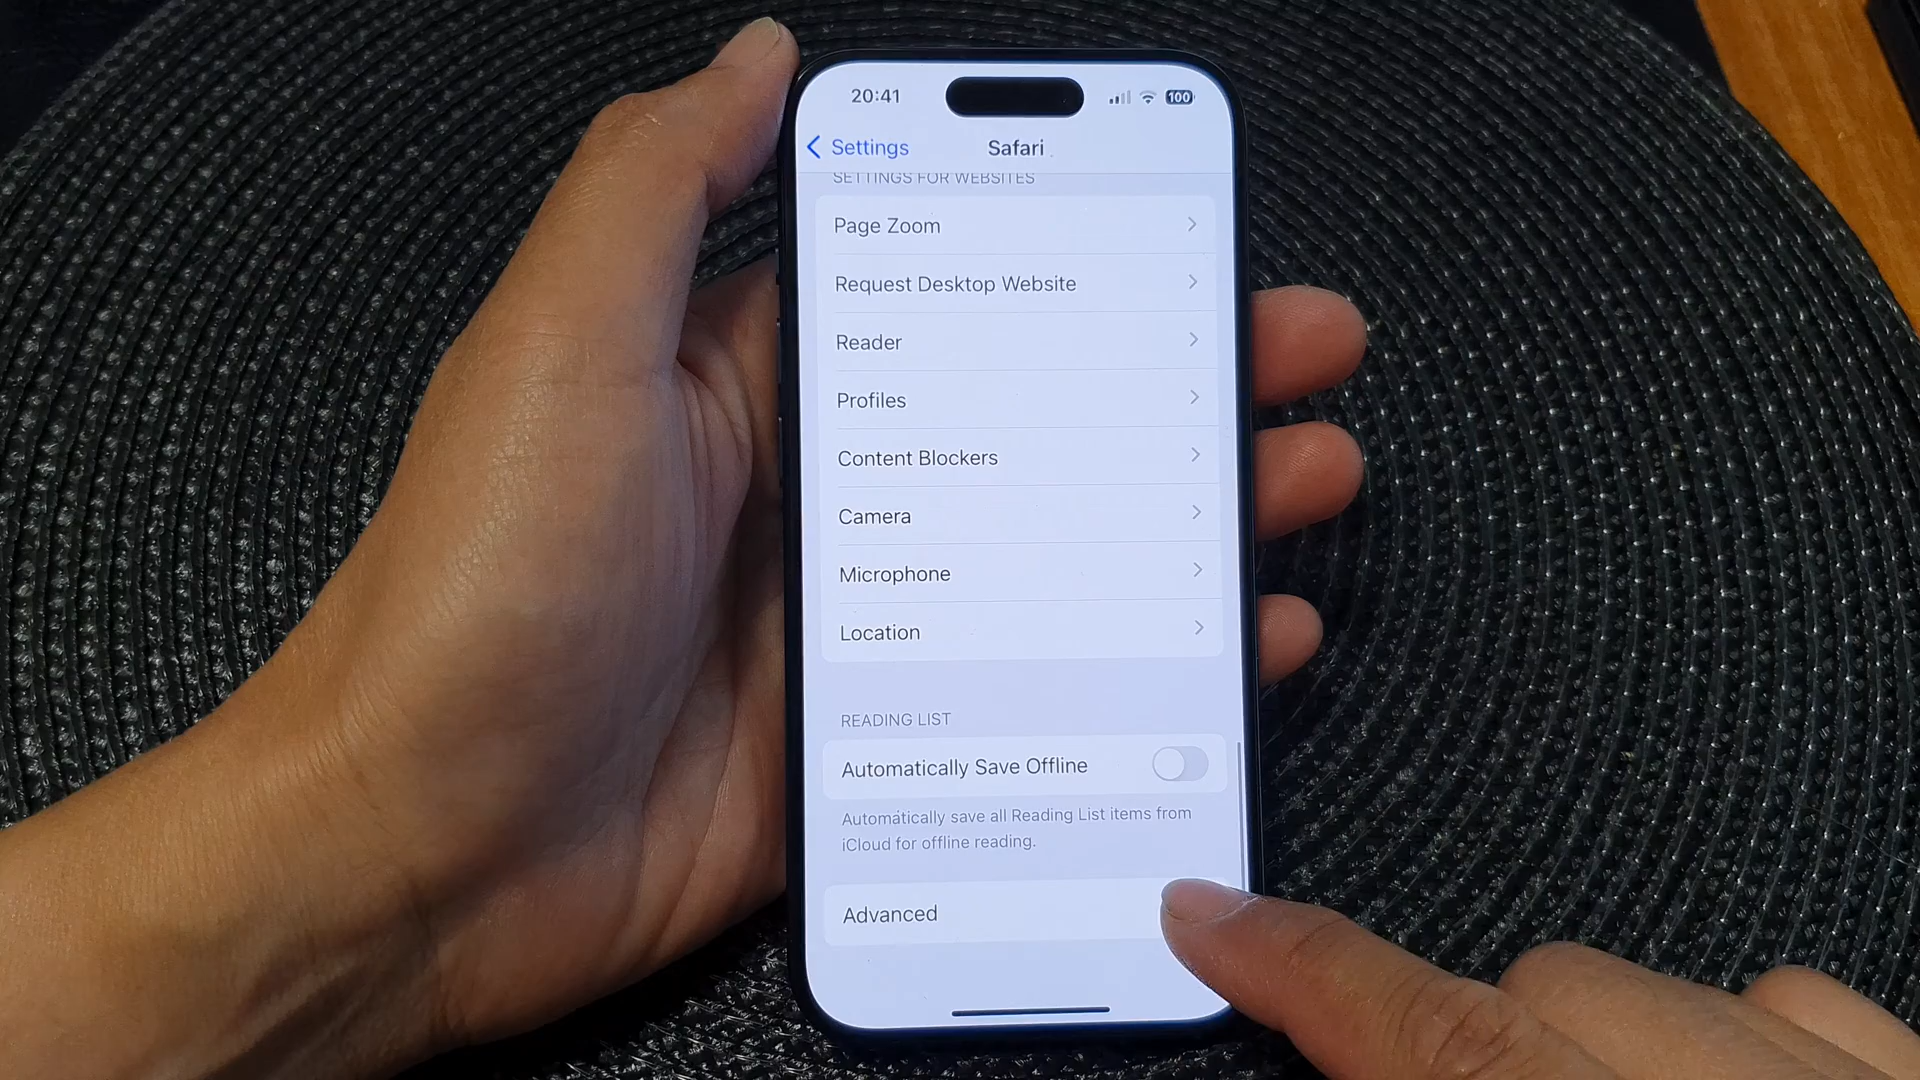 20:41
100
Settings
Safari
SETTINGS FOR WEBSITES
Page Zoom
Request Desktop Website
Reader
Profiles
Content Blockers
Camera
Microphone
Location
READING LIST
Automatically Save Offline
Automatically save all Reading List items from
iCloud for offline reading.
Advanced